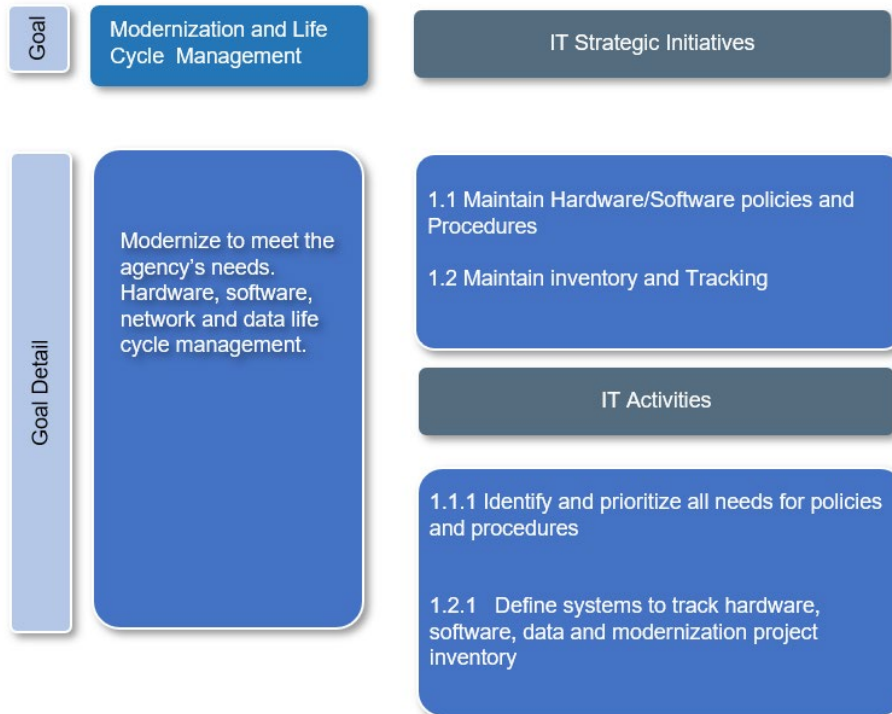 Goal
Modernization and Life
Cycle Management
IT Strategic Initiatives
Goal Detail
Modernize to meet the
agency’s needs.
Hardware, software,
network and data life
cycle management.
1.1 Maintain Hardware/Software policies and
Procedures
1.2 Maintain inventory and Tracking
IT Activities
1.1.1 Identify and prioritize all needs for policies
and procedures
1.2.1 Define systems to track hardware,
software, data and modernization project
inventory